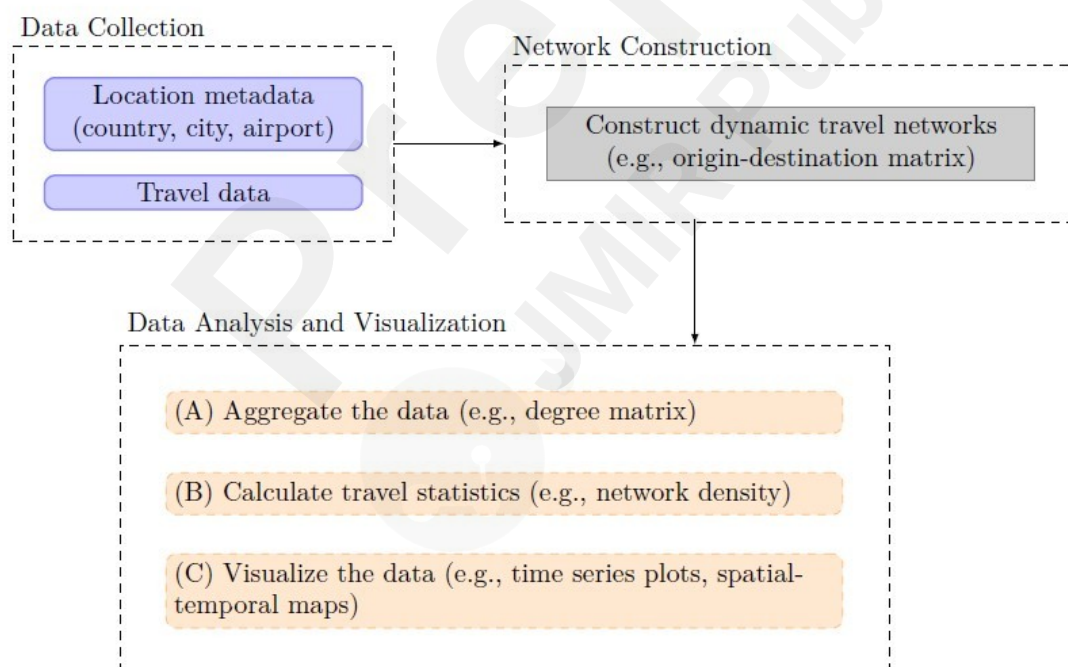 Data Collection
Location metadata
(country, city, airport)
Travel data
Network Construction
Construct dynamic travel networks
(e.g., origin-destination matrix)
Data Analysis and Visualization
(A) Aggregate the data (e.g., degree matrix)
(B) Calculate travel statistics (e.g., network density)
(C) Visualize the data (e.g., time series plots, spatial-
temporal maps)
JMIR Pub